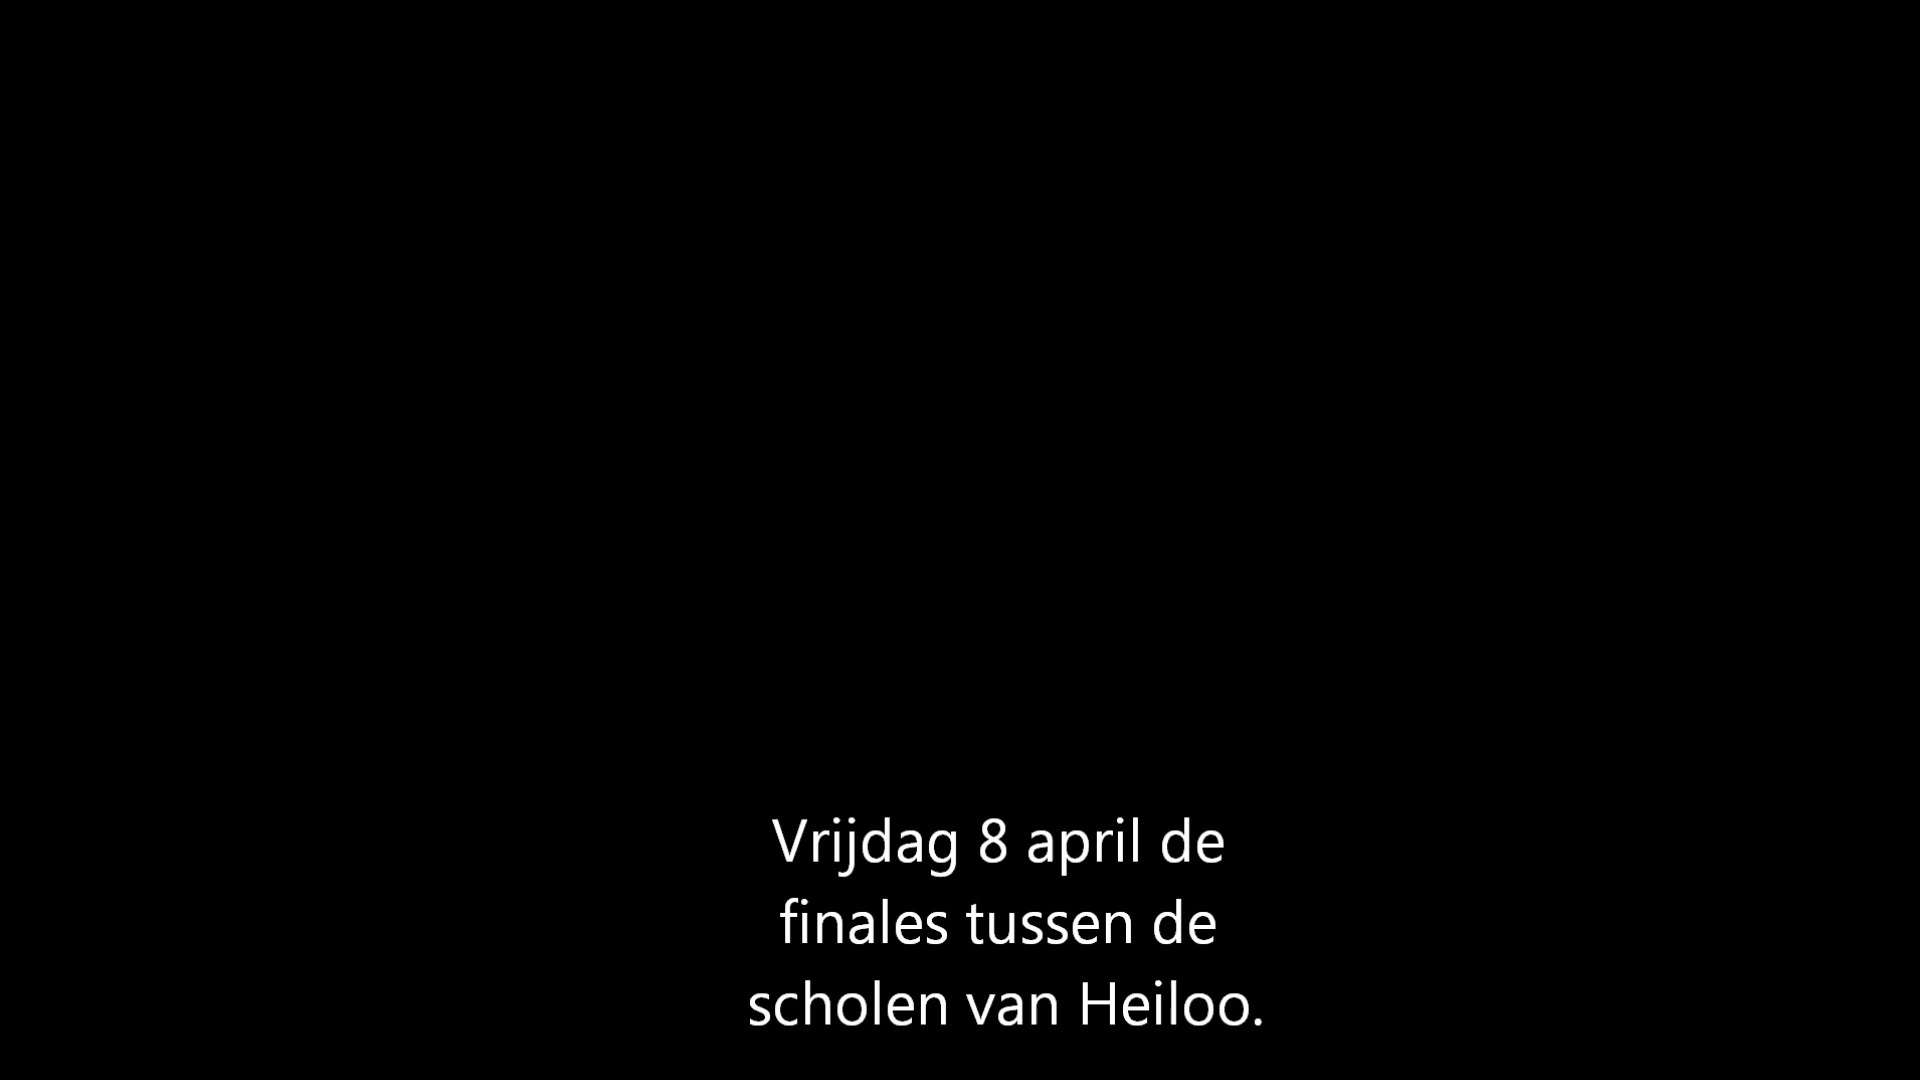 Vrijdag 8 april de
finales tussen de
scholen van Heiloo.